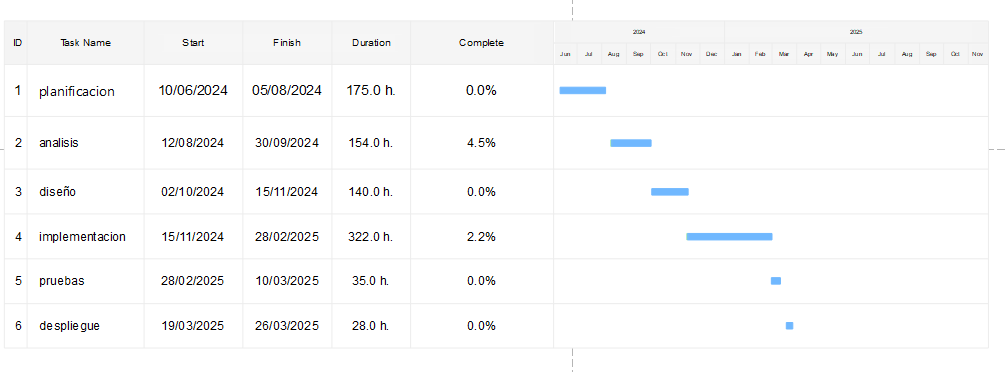 ID Task Name Start Finish Duration Complete 2024 2025
Jun Jul Aug Sep Oct Nov Dec Jan Feb Mar Apr May Jun Jul Aug Sep Oct Nov
1 planificacion 10/06/2024 05/08/2024 175.0 h. 0.0%
2 analisis 12/08/2024 30/09/2024 154.0 h. 4.5%
3 diseño 02/10/2024 15/11/2024 140.0 h. 0.0%
4 implementacion 15/11/2024 28/02/2025 322.0 h. 2.2%
5 pruebas 28/02/2025 10/03/2025 35.0 h. 0.0%
6 despliegue 19/03/2025 26/03/2025 28.0 h. 0.0%